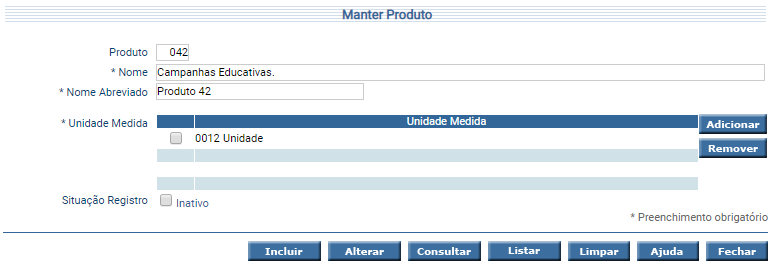 Manter Produto
Produto 042
* Nome Campanhas Educativas.
* Nome Abreviado Produto 42
* Unidade Medida Unidade Medida Adicionar
0012 Unidade Remover
Situação Registro Inativo
* Preenchimento obrigatório
Incluir Alterar Consultar Listar Limpar Ajuda Fechar